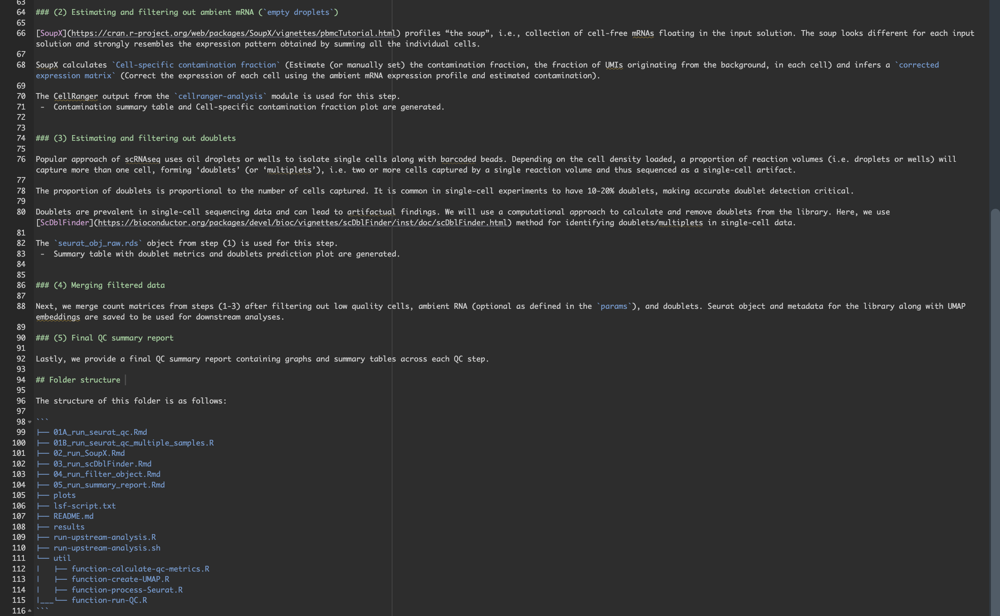 63
64 ### (2) Estimating and filtering out ambient mRNA (`empty droplets`)
65
66 [SoupX](https://cran.r-project.org/web/packages/SoupX/vignettes/pbmcTutorial.html) profiles “the soup”, i.e., collection of cell-free mRNAs floating in the input solution. The soup looks different for each input
solution and strongly resembles the expression pattern obtained by summing all the individual cells.
67
68 SoupX calculates `Cell-specific contamination fraction` (Estimate (or manually set) the contamination fraction, the fraction of UMIs originating from the background, in each cell) and infers a `corrected
expression matrix` (Correct the expression of each cell using the ambient mRNA expression profile and estimated contamination).
69
70 The CellRanger output from the `cellranger-analysis` module is used for this step.
71  -  Contamination summary table and Cell-specific contamination fraction plot are generated.
72
73
74 ### (3) Estimating and filtering out doublets
75
76 Popular approach of scRNAseq uses oil droplets or wells to isolate single cells along with barcoded beads. Depending on the cell density loaded, a proportion of reaction volumes (i.e. droplets or wells) will
capture more than one cell, forming ‘doublets’ (or ‘multiplets’), i.e. two or more cells captured by a single reaction volume and thus sequenced as a single-cell artifact.
77
78 The proportion of doublets is proportional to the number of cells captured. It is common in single-cell experiments to have 10-20% doublets, making accurate doublet detection critical.
79
80 Doublets are prevalent in single-cell sequencing data and can lead to artifactual findings. We will use a computational approach to calculate and remove doublets from the library. Here, we use
[ScDblFinder](https://bioconductor.org/packages/devel/bioc/vignettes/scDblFinder/inst/doc/scDblFinder.html) method for identifying doublets/multiplets in single-cell data.
81
82 The `seurat_obj_raw.rds` object from step (1) is used for this step.
83  -  Summary table with doublet metrics and doublets prediction plot are generated.
84
85
86 ### (4) Merging filtered data
87
88 Next, we merge count matrices from steps (1-3) after filtering out low quality cells, ambient RNA (optional as defined in the `params`), and doublets. Seurat object and metadata for the library along with UMAP
embeddings are saved to be used for downstream analyses.
89
90 ### (5) Final QC summary report
91
92 Lastly, we provide a final QC summary report containing graphs and summary tables across each QC step.
93
94 ## Folder structure
95
96 The structure of this folder is as follows:
97
98 ```
99 ├── 01A_run_seurat_qc.Rmd
100 ├── 01B_run_seurat_qc_multiple_samples.R
101 ├── 02_run_SoupX.Rmd
102 ├── 03_run_scDblFinder.Rmd
103 ├── 04_run_filter_object.Rmd
104 ├── 05_run_summary_report.Rmd
105 ├── plots
106 ├── lsf-script.txt
107 ├── README.md
108 ├── results
109 ├── run-upstream-analysis.R
110 ├── run-upstream-analysis.sh
111 └── util
112 |   ├── function-calculate-qc-metrics.R
113 |   ├── function-create-UMAP.R
114 |   ├── function-process-Seurat.R
115 |___└── function-run-QC.R
116 ```